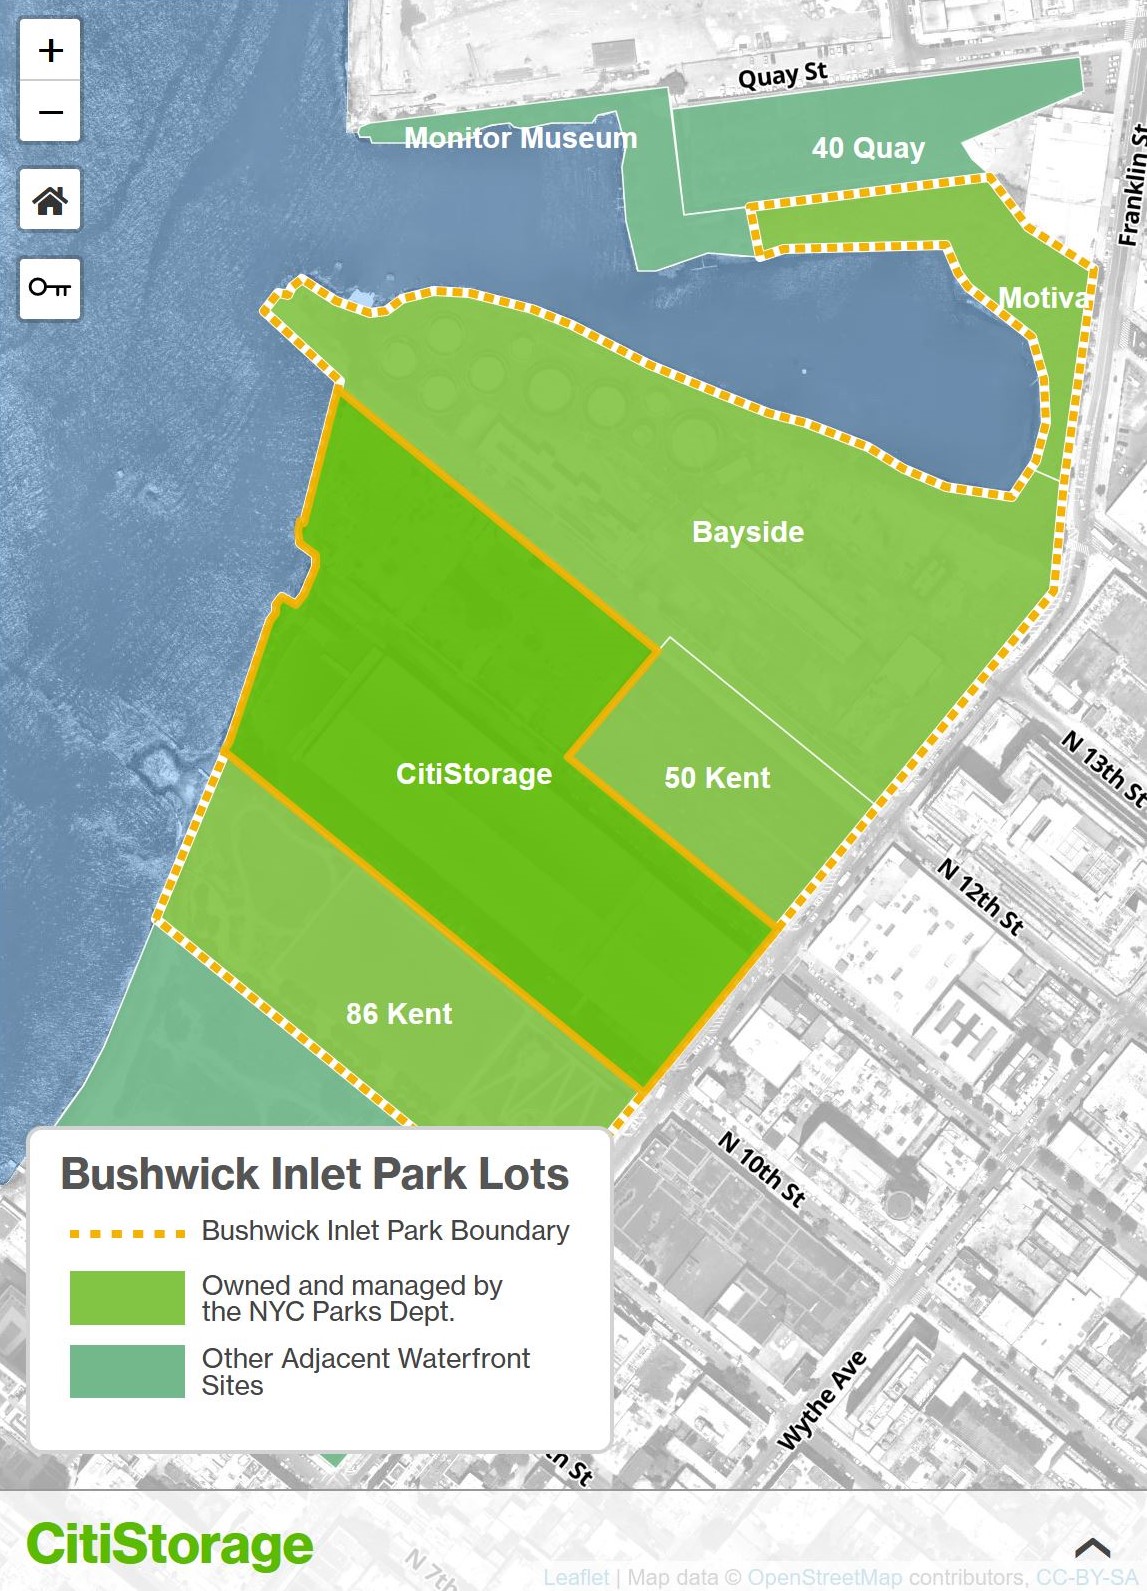 +
−
Quay St
Monitor Museum
40 Quay
Franklin St
Motiva
Bayside
N 13th St
CitiStorage
50 Kent
N 12th St
86 Kent
N 10th St
Bushwick Inlet Park Lots
Bushwick Inlet Park Boundary
Owned and managed by
the NYC Parks Dept.
Other Adjacent Waterfront
Sites
Wythe Ave
St
CitiStorage
N 7th
Leaflet | Map data © OpenStreetMap contributors, CC-BY-SA